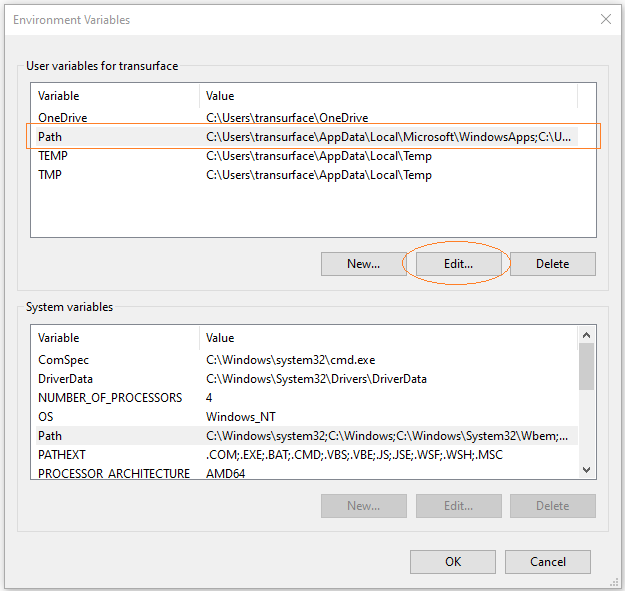 Environment Variables
User variables for transurface
Variable Value
OneDrive C:\Users\transurface\OneDrive
Path C:\Users\transurface\AppData\Local\Microsoft\WindowsApps;C:\U...
TEMP C:\Users\transurface\AppData\Local\Temp
TMP C:\Users\transurface\AppData\Local\Temp
New... Edit... Delete
System variables
Variable Value
ComSpec C:\Windows\system32\cmd.exe
DriverData C:\Windows\System32\Drivers\DriverData
NUMBER_OF_PROCESSORS 4
OS Windows_NT
Path C:\Windows\system32;C:\Windows;C:\Windows\System32\Wbem;...
PATHEXT .COM;.EXE;.BAT;.CMD;.VBS;.VBE;.JS;.JSE;.WSF;.WSH;.MSC
PROCESSOR_ARCHITECTURE AMD64
New... Edit... Delete
OK Cancel